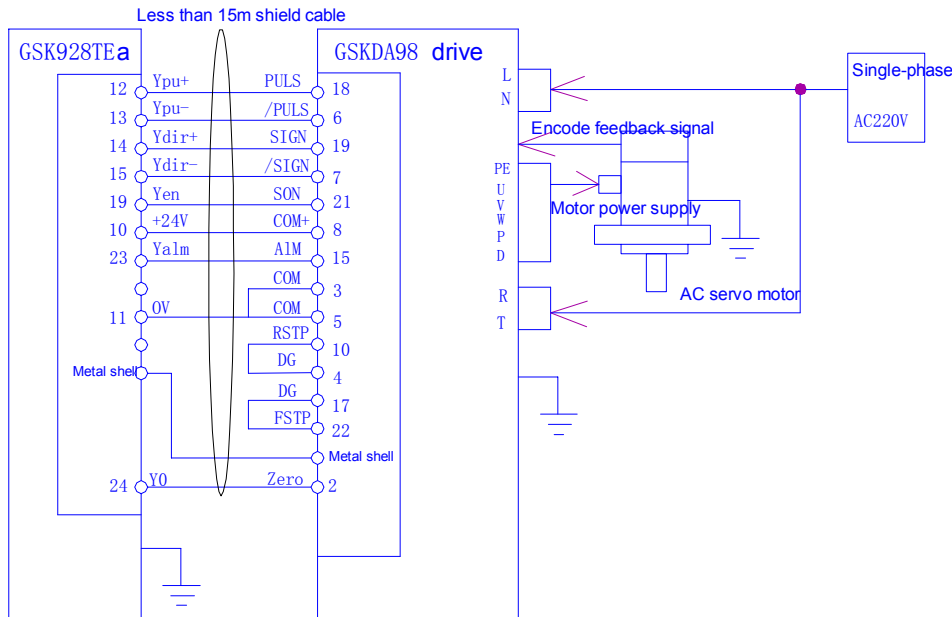 Less than 15m shield cable
GSK928TEa
GSKDA98 drive
12 Ypu+ PULS 18
13 Ypu- /PULS 6
14 Ydir+ SIGN 19
15 Ydir- /SIGN 7
19 Yen SON 21
10 +24V COM+ 8
23 Yalm AlM 15
COM 3
11 0V COM 5
RSTP 10
DG 4
DG 17
FSTP 22
Metal shell
Metal shell
24 Y0 Zero 2
L
N
Single-phase
AC220V
Encode feedback signal
PE
U
V
W
P
D
Motor power supply
AC servo motor
R
T